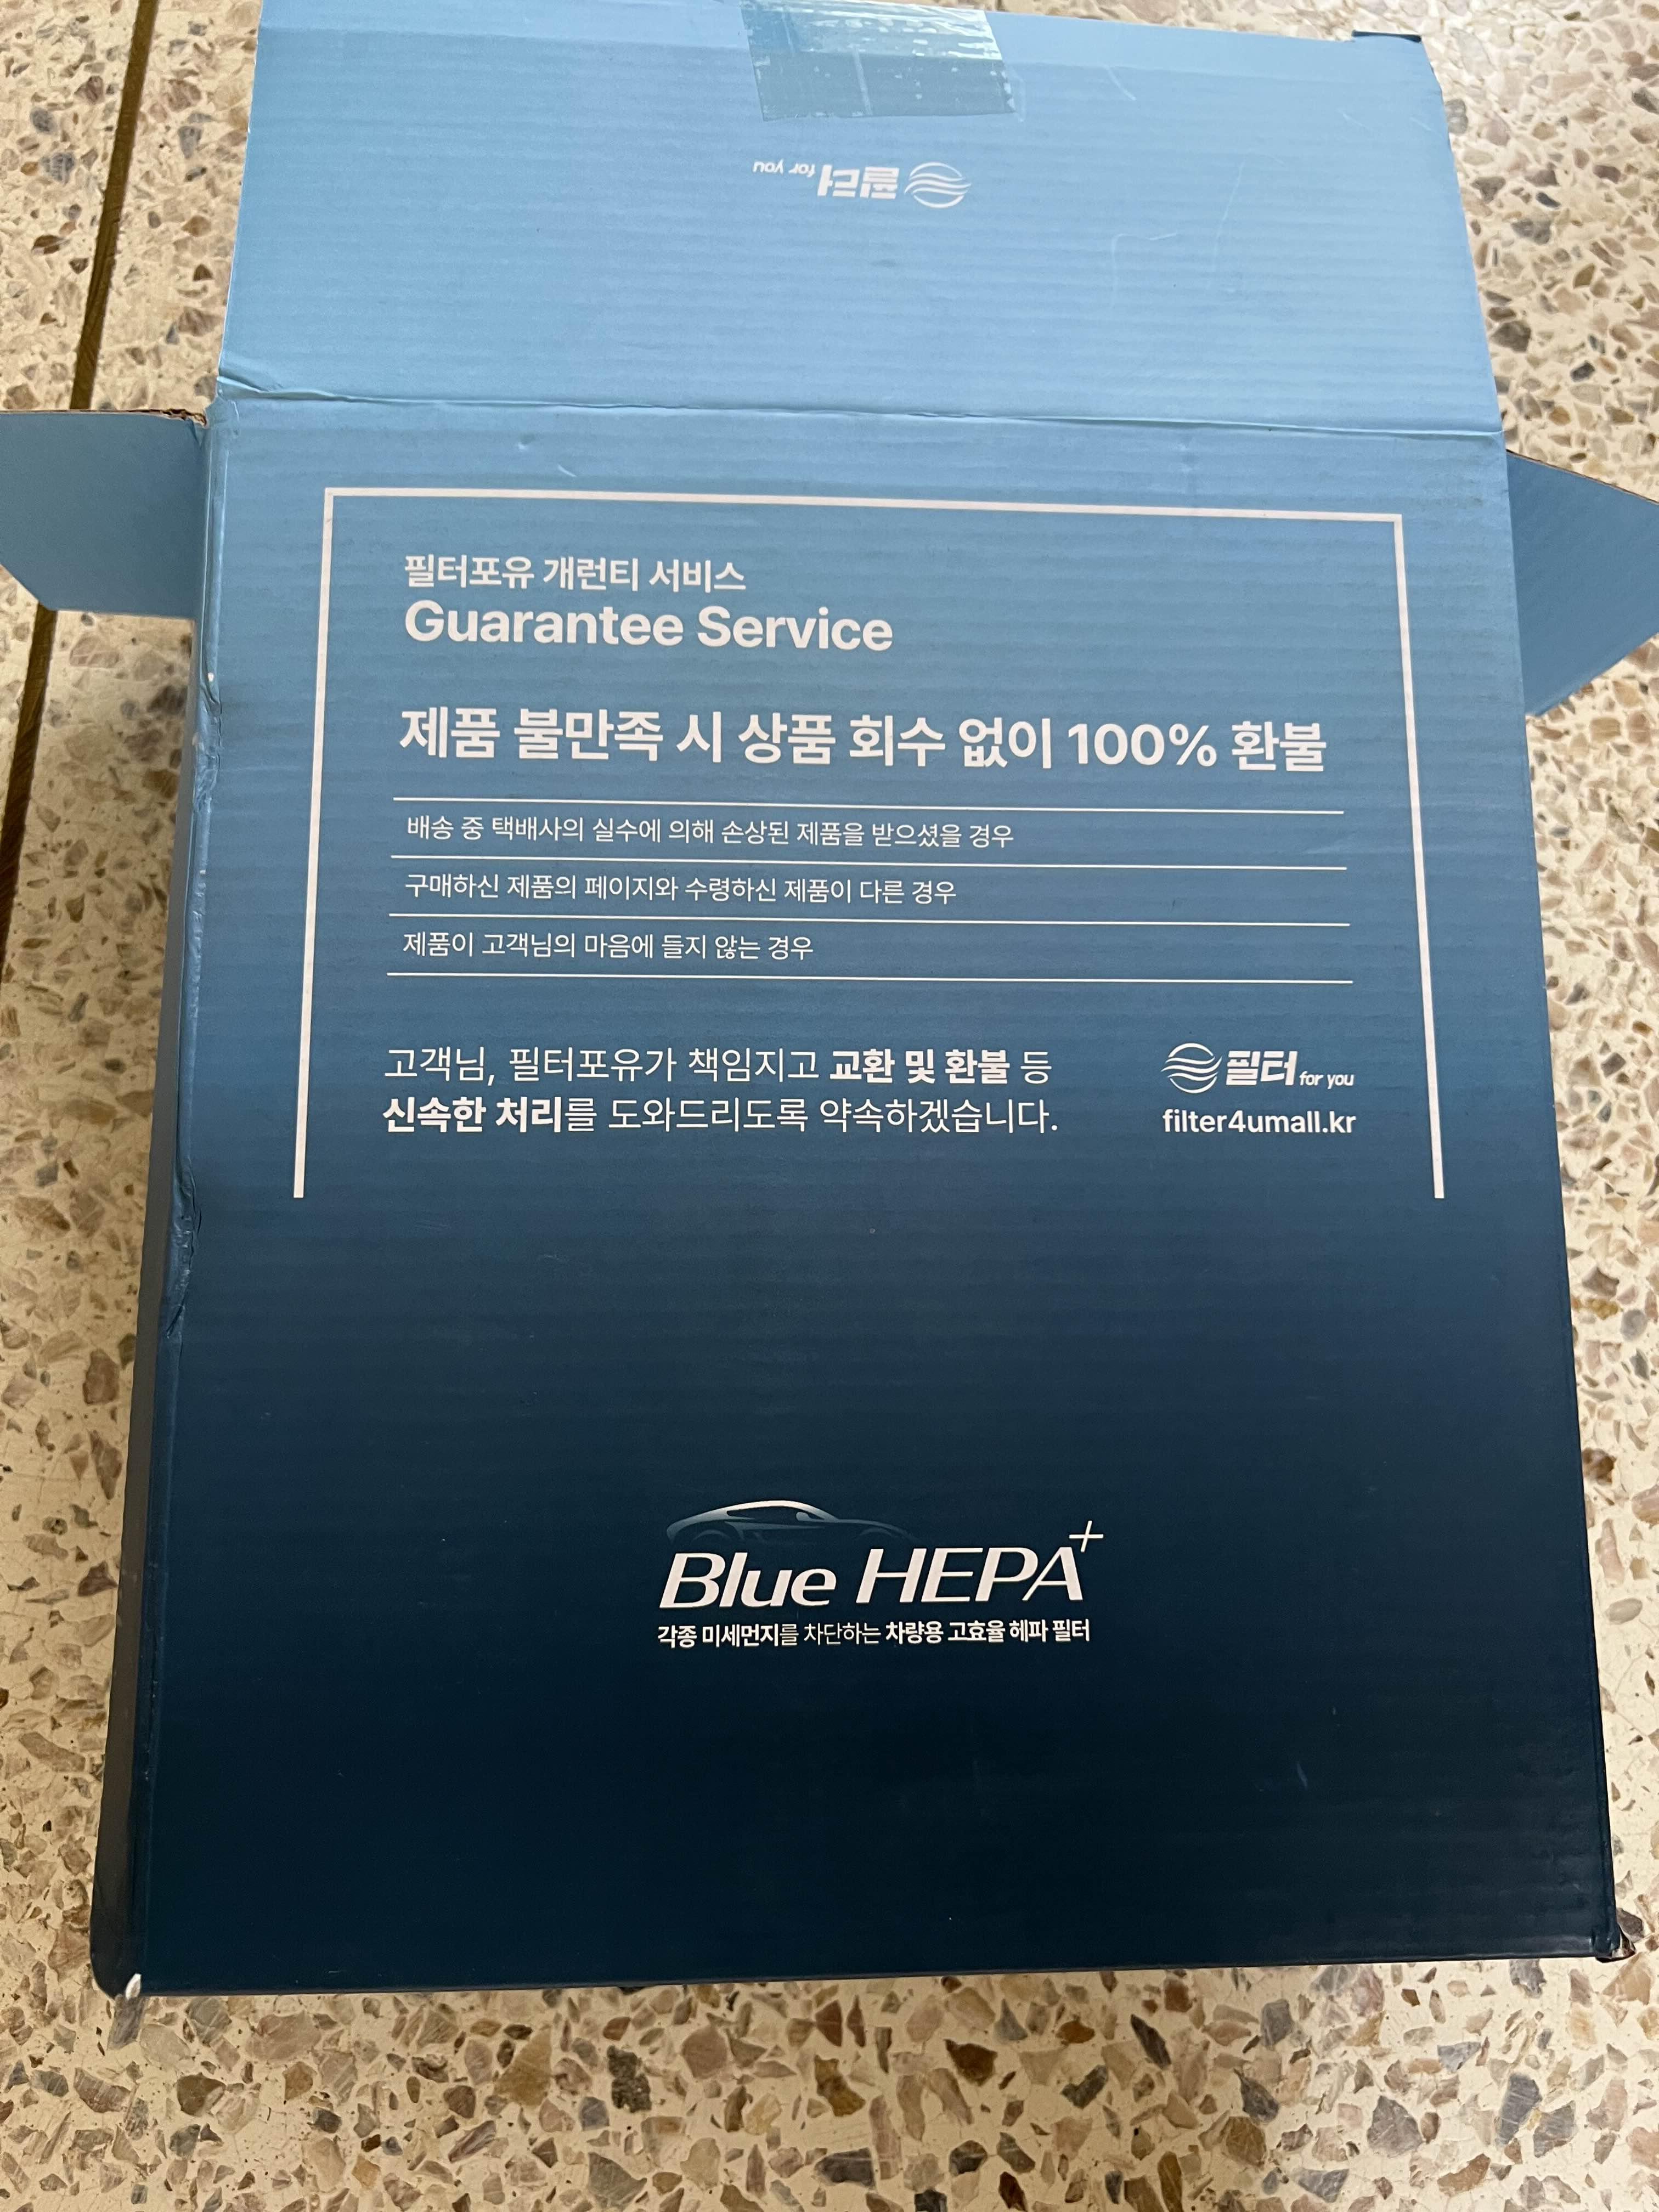 필터 for you
필터포유 개런티 서비스
Guarantee Service
제품 불만족 시 상품 회수 없이 100% 환불
배송 중 택배사의 실수에 의해 손상된 제품을 받으셨을 경우
구매하신 제품의 페이지와 수령하신 제품이 다른 경우
제품이 고객님의 마음에 들지 않는 경우
고객님, 필터포유가 책임지고 교환 및 환불 등
신속한 처리를 도와드리도록 약속하겠습니다.
필터 for you
filter4umall.kr
Blue HEPA+
각종 미세먼지를 차단하는 차량용 고효율 헤파 필터